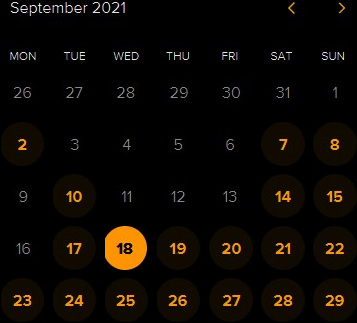 September 2021
MON TUE WED THU FRI SAT SUN
26 27 28 29 30 31 1
2 3 4 5 6 7 8
9 10 11 12 13 14 15
16 17 18 19 20 21 22
23 24 25 26 27 28 29